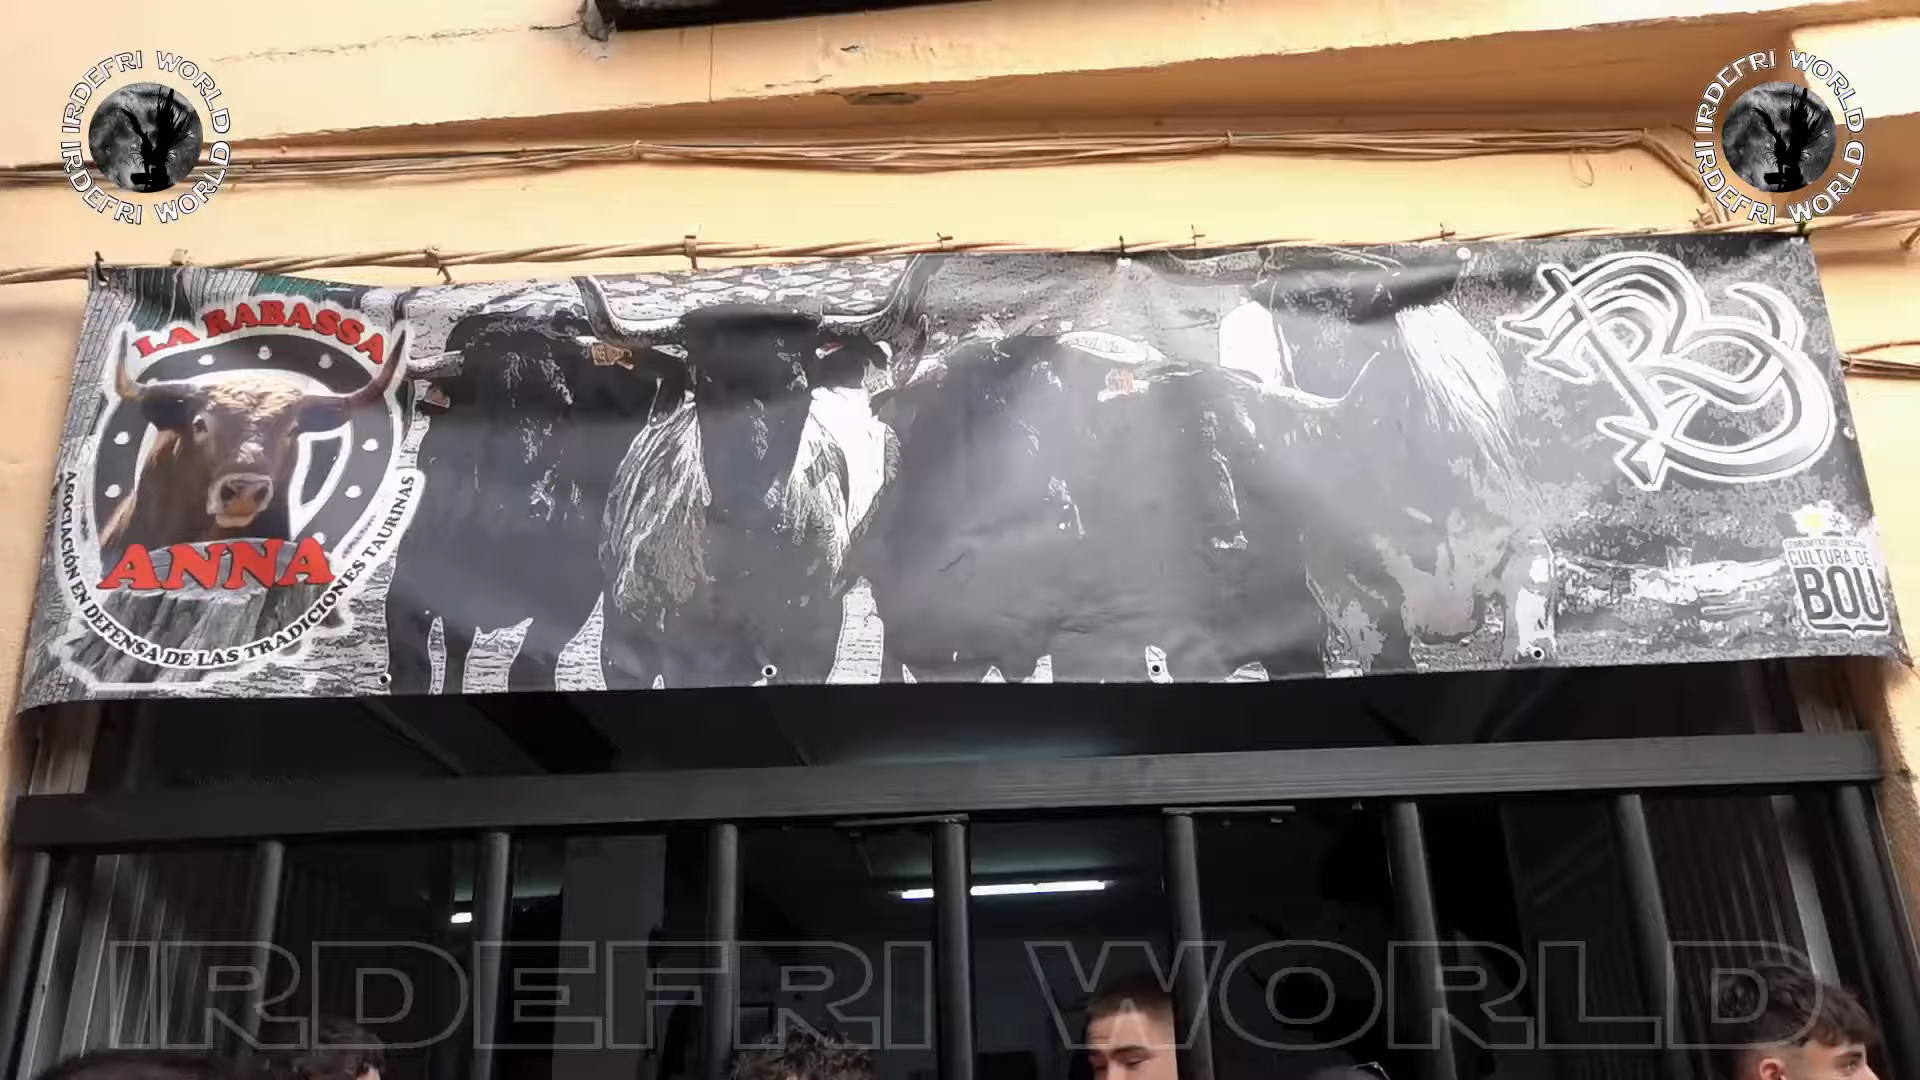 IRDEFRI WORLD
IRDEFRI WORLD
IRDEFRI WORLD
IRDEFRI WORLD
LA RABASSA
ANNA
ASOCIACIÓN EN DEFENSA DE LAS TRADICIONES TAURINAS
CULTURA DE
BOU
IRDEFRI WORLD